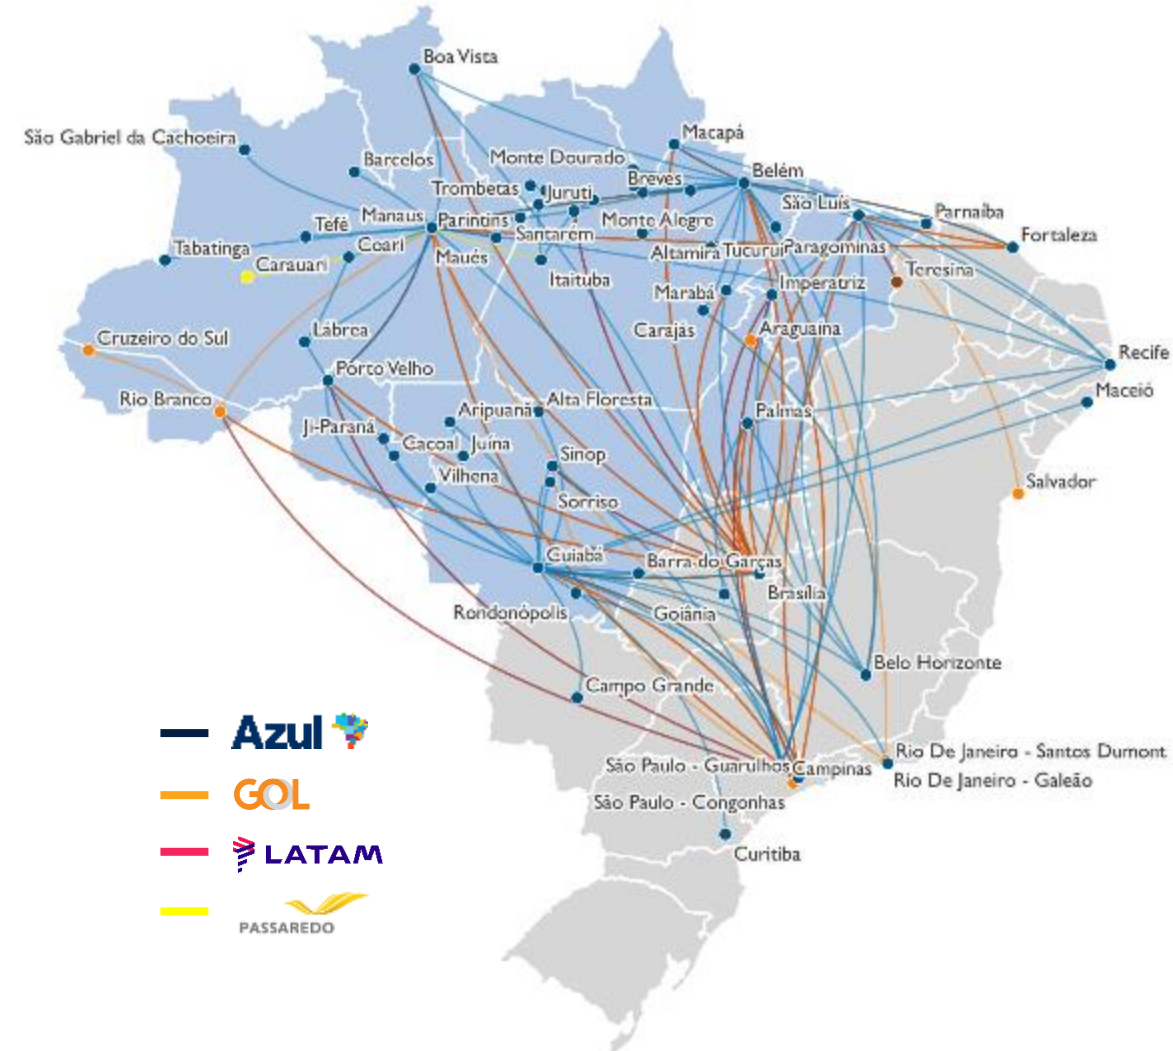 Boa Vista
São Gabriel da Cachoeira
Macapá
Barcelos
Monte Dourado
Belém
Trombetas
Juruti
Breves
São Luís
Parnaíba
Tefé
Manaus
Parintins
Monte Alegre
Fortaleza
Tabatinga
Coari
Santarém
Altamira
Tucuruí
Paragominas
Carauari
Maués
Itaituba
Teresina
Marabá
Imperatriz
Cruzeiro do Sul
Lábrea
Carajás
Araguaína
Recife
Porto Velho
Maceió
Rio Branco
Aripuanã
Alta Floresta
Palmas
Ji-Paraná
Cacoal
Juína
Sinop
Vilhena
Sorriso
Salvador
Cuiabá
Barra do Garças
Brasília
Rondonópolis
Goiânia
Belo Horizonte
Campo Grande
Azul
Rio De Janeiro - Santos Dumont
São Paulo - Guarulhos
Campinas
Rio De Janeiro - Galeão
GOL
São Paulo - Congonhas
LATAM
Curitiba
PASSAREDO